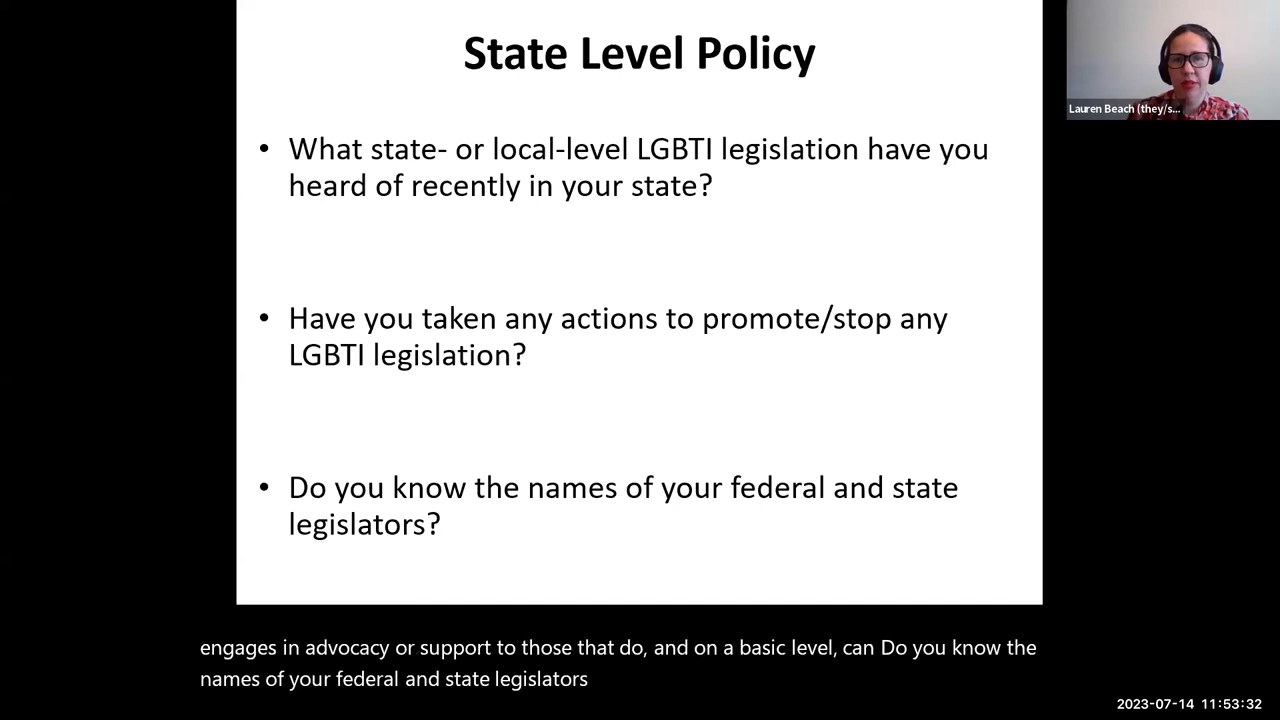 State Level Policy
Lauren Beach (they/s...
• What state- or local-level LGBTI legislation have you
heard of recently in your state?
• Have you taken any actions to promote/stop any
LGBTI legislation?
• Do you know the names of your federal and state
legislators?
engages in advocacy or support to those that do, and on a basic level, can Do you know the
names of your federal and state legislators
2023-07-14 11:53:32